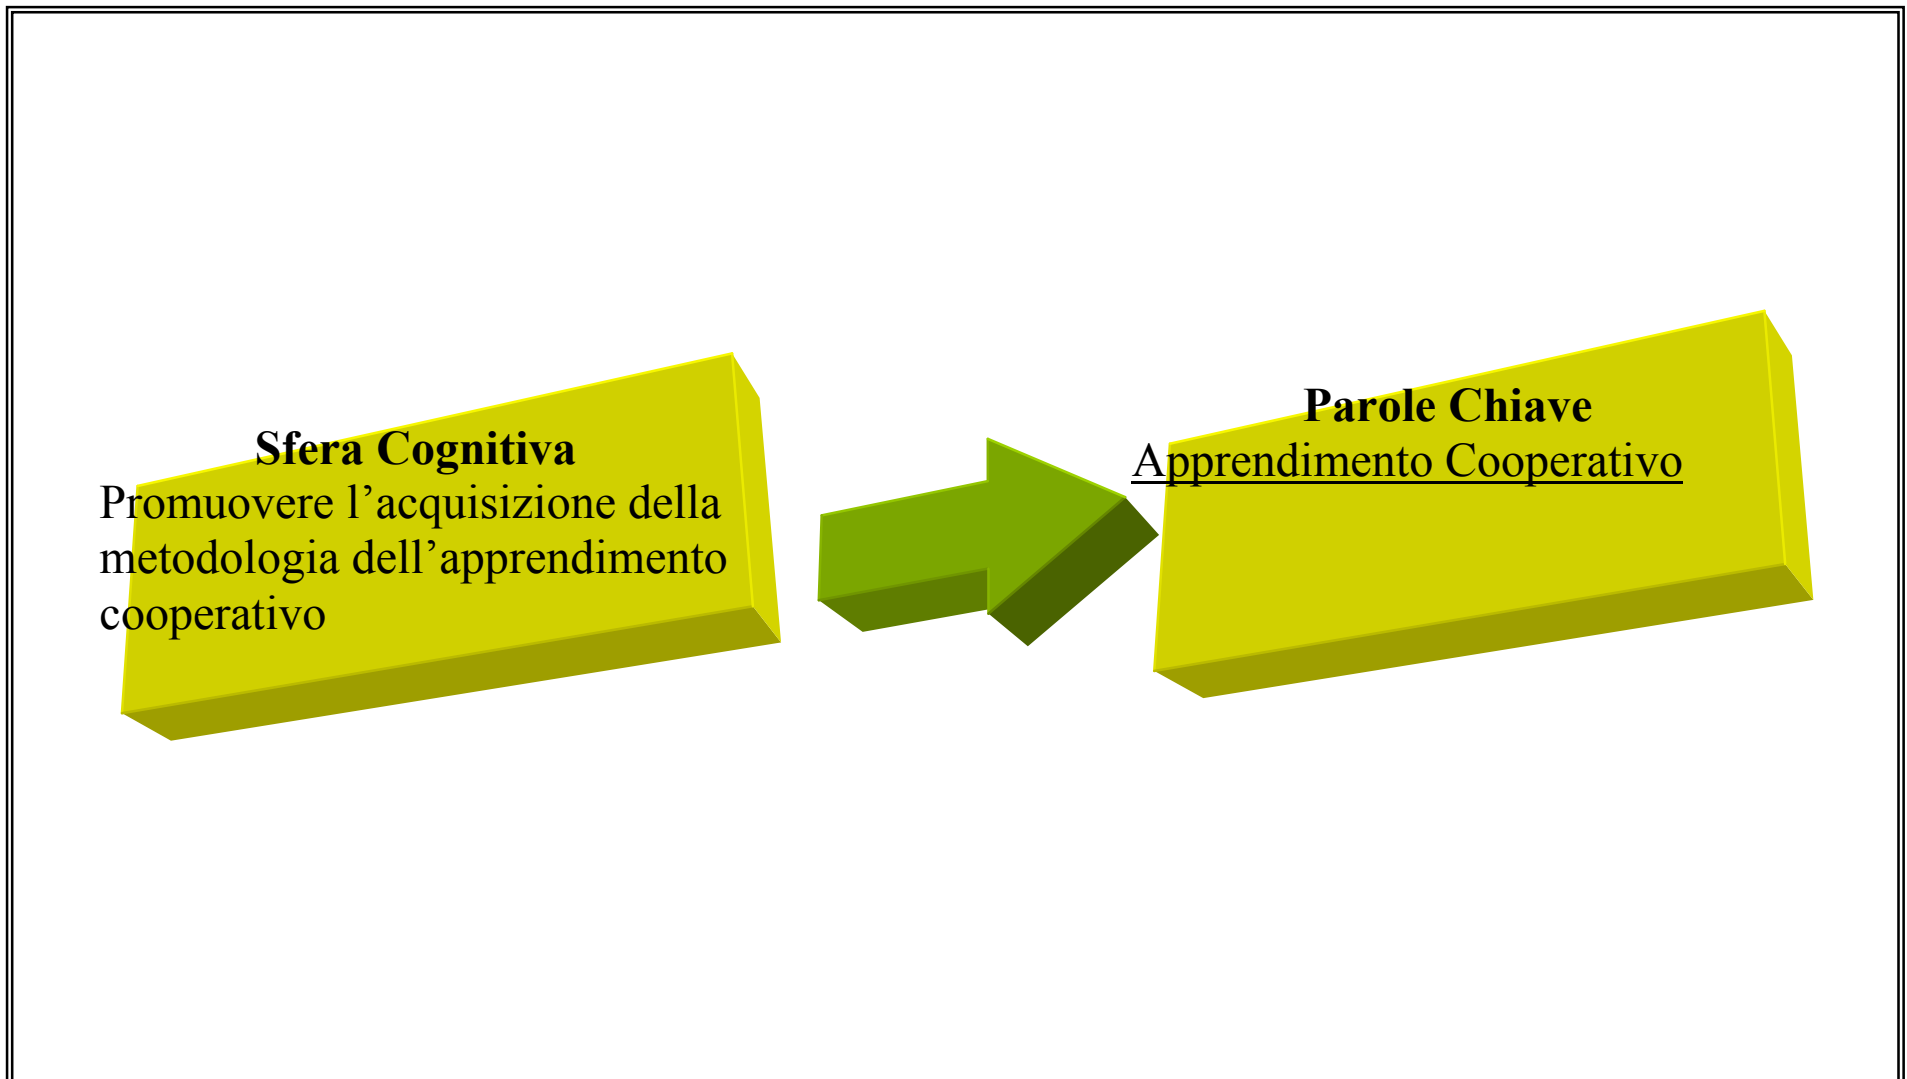 Sfera Cognitiva
Promuovere l’acquisizione della
metodologia dell’apprendimento
cooperativo
Parole Chiave
Apprendimento Cooperativo